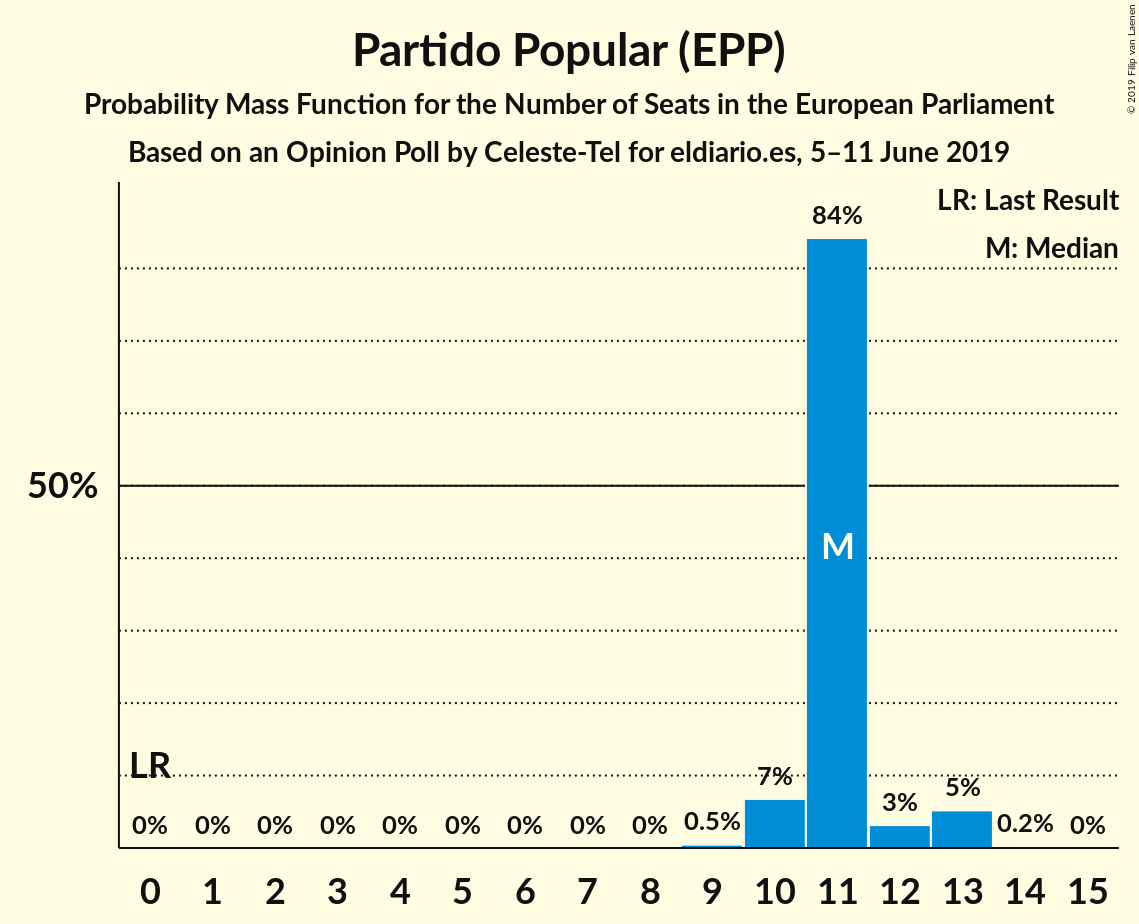 Partido Popular (EPP)
Probability Mass Function for the Number of Seats in the European Parliament
Based on an Opinion Poll by Celeste-Tel for eldiario.es, 5–11 June 2019
© 2019 Filip van Laenen
LR: Last Result
M: Median
84%
50%
M
LR
0% 0% 0% 0% 0% 0% 0% 0% 0% 0.5% 7% 3% 5% 0.2% 0%
0 1 2 3 4 5 6 7 8 9 10 11 12 13 14 15